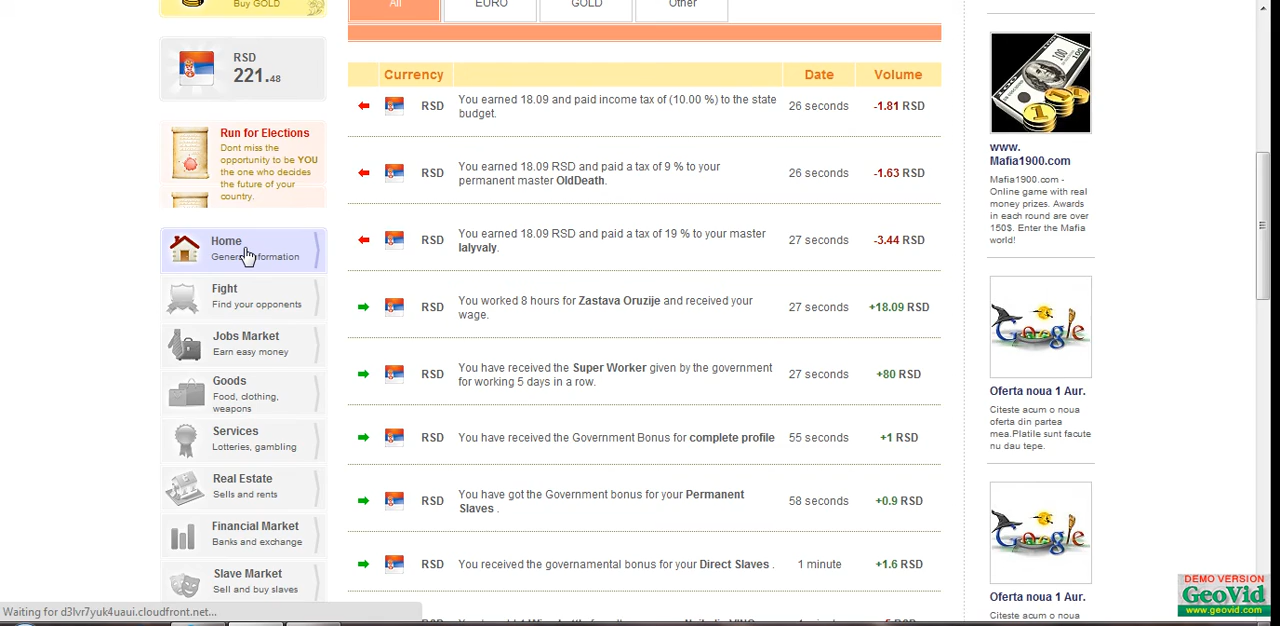 Buy GOLD
All EURO GOLD Other
RSD
221.48
Run for Elections
Dont miss the
opportunity to be YOU
the one who decides
the future of your
country.
Home
General information
Fight
Find your opponents
Jobs Market
Earn easy money
Goods
Food, clothing,
weapons
Services
Lotteries, gambling
Real Estate
Sells and rents
Financial Market
Banks and exchange
Slave Market
Sell and buy slaves
Waiting for d3lvr7yuk4uaui.cloudfront.net...
Currency Date Volume
RSD You earned 18.09 and paid income tax of (10.00 %) to the state
budget. 26 seconds -1.81 RSD
RSD You earned 18.09 RSD and paid a tax of 9 % to your
permanent master OldDeath. 26 seconds -1.63 RSD
RSD You earned 18.09 RSD and paid a tax of 19 % to your master
lalyvaly. 27 seconds -3.44 RSD
RSD You worked 8 hours for Zastava Oruzije and received your
wage. 27 seconds +18.09 RSD
RSD You have received the Super Worker given by the government
for working 5 days in a row. 27 seconds +80 RSD
RSD You have received the Government Bonus for complete profile 55 seconds +1 RSD
RSD You have got the Government bonus for your Permanent
Slaves . 58 seconds +0.9 RSD
RSD You received the governamental bonus for your Direct Slaves . 1 minute +1.6 RSD
www.
Mafia1900.com
Mafia1900.com -
Online game with real
money prizes. Awards
in each round are over
150$. Enter the Mafia
world!
Google
Oferta noua 1 Aur.
Citeste acum o noua
oferta din partea
mea.Platile sunt facute
nu dau tepe.
Google
Oferta noua 1 Aur.
Citeste acum o noua
DEMO VERSION
GeoVid
www.geovid.com